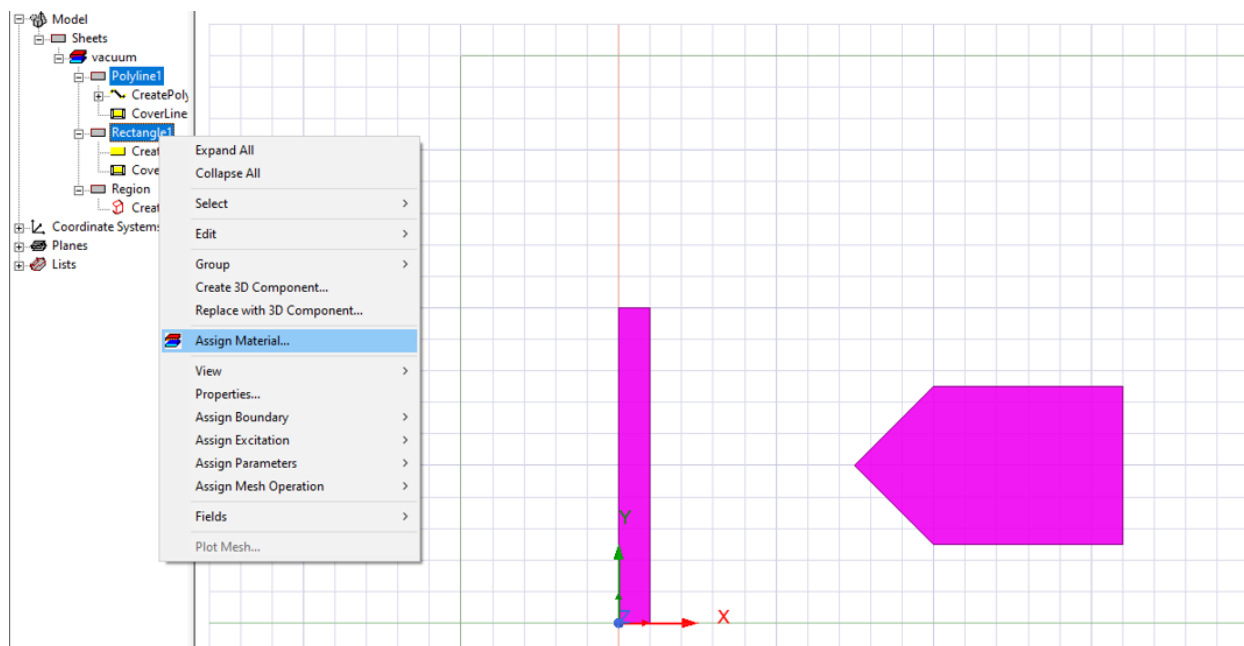 Model
Sheets
vacuum
Polyline1
CreatePoly
CoverLine
Rectangle1
Creat
Cove
Region
Creat
Coordinate Systems
Planes
Lists
Expand All
Collapse All
Select
Edit
Group
Create 3D Component...
Replace with 3D Component...
Assign Material...
View
Properties...
Assign Boundary
Assign Excitation
Assign Parameters
Assign Mesh Operation
Fields
Plot Mesh...
Y
Z
X